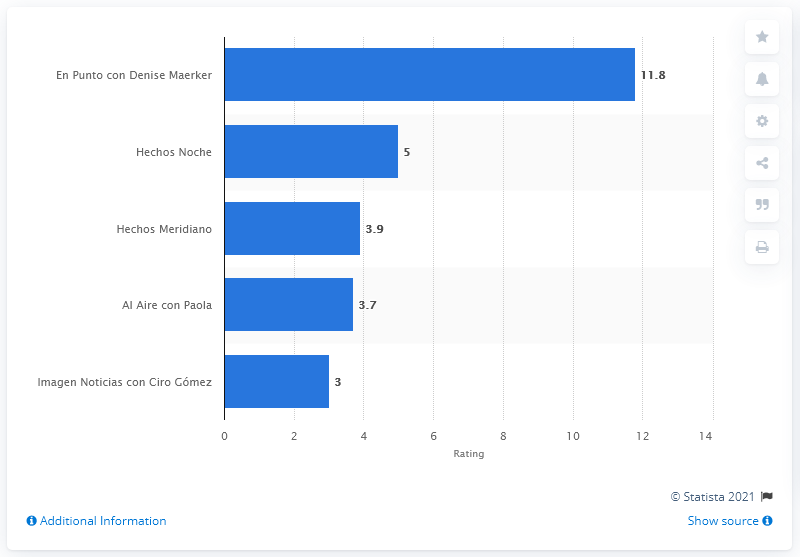 En Punto con Denise Maerker
11.8
Hechos Noche
5
Hechos Meridiano
3.9
Al Aire con Paola
3.7
Imagen Noticias con Ciro Gómez
3
0 2 4 6 8 10 12 14
Rating
© Statista 2021
Additional Information
Show source